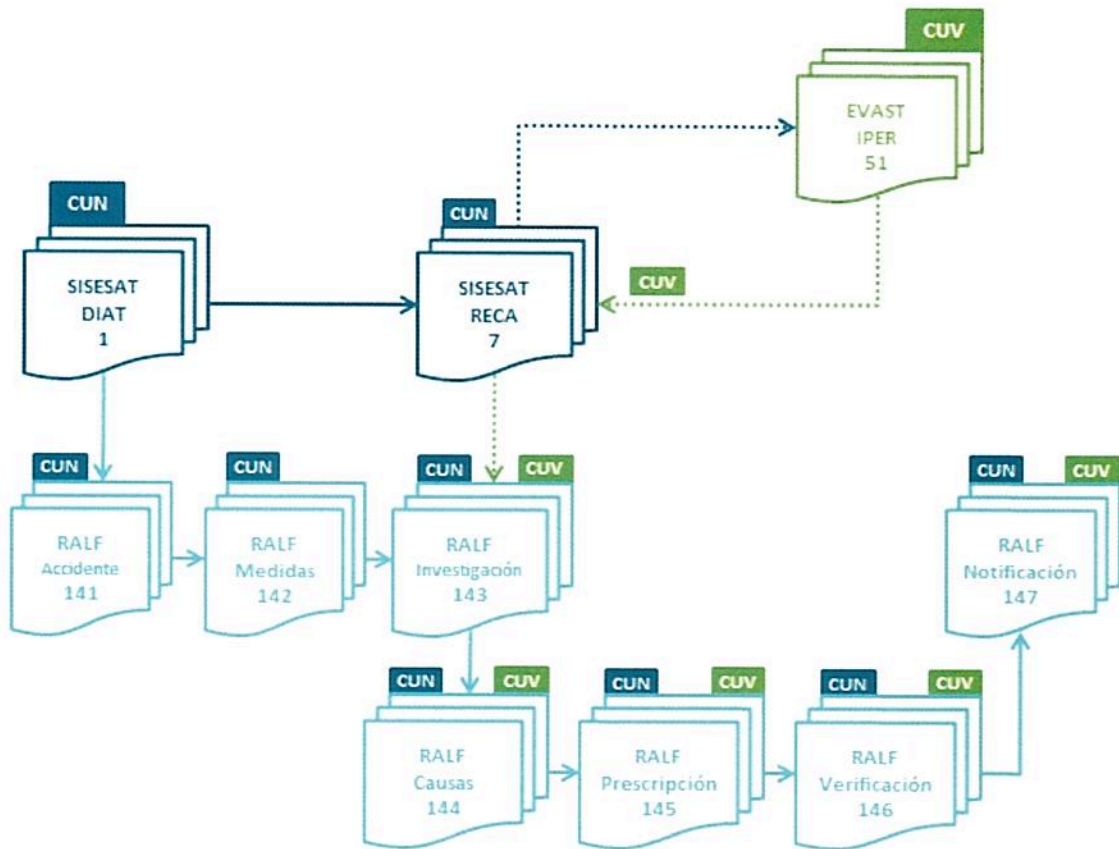 CUV
EVAST
IPER
51
CUN
SISESAT
DIAT
1
CUN
SISESAT
RECA
7
CUV
CUN
RALF
Accidente
141
CUN
RALF
Medidas
142
CUN
CUV
RALF
Investigación
143
CUN
CUV
RALF
Notificación
147
CUN
CUV
RALF
Causas
144
CUN
CUV
RALF
Prescripción
145
CUN
CUV
RALF
Verificación
146